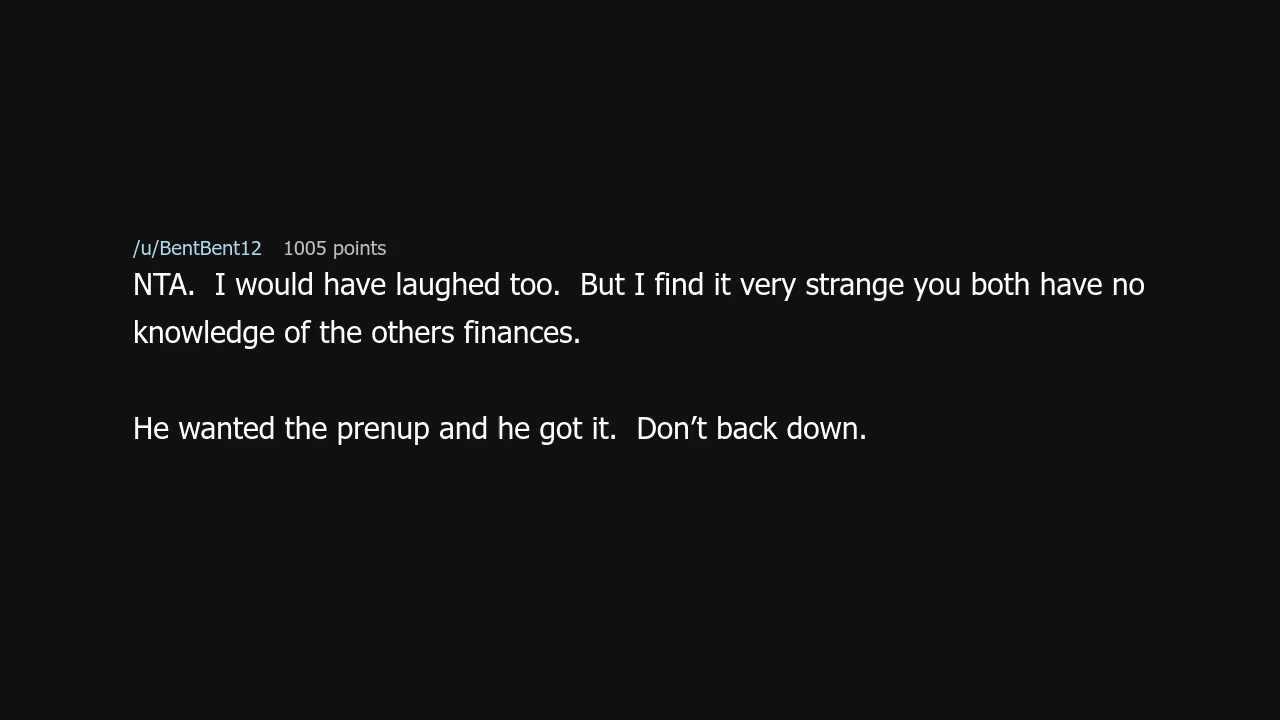 /u/BentBent12 1005 points
NTA.  I would have laughed too.  But I find it very strange you both have no
knowledge of the others finances.
He wanted the prenup and he got it.  Don’t back down.